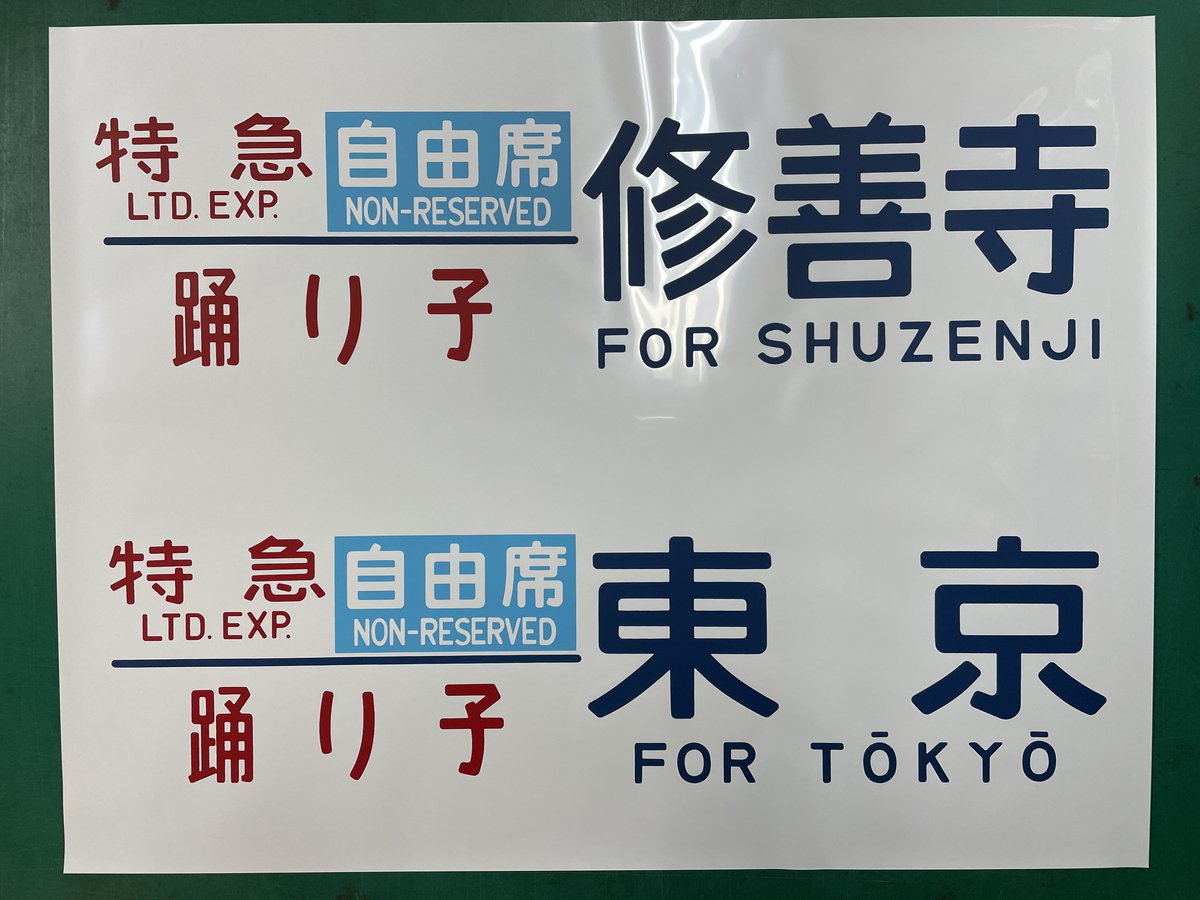 特急 自由席 修善寺
LTD. EXP. NON-RESERVED
踊り子 FOR SHUZENJI
特急 自由席 東京
LTD. EXP. NON-RESERVED
踊り子 FOR TŌKYŌ